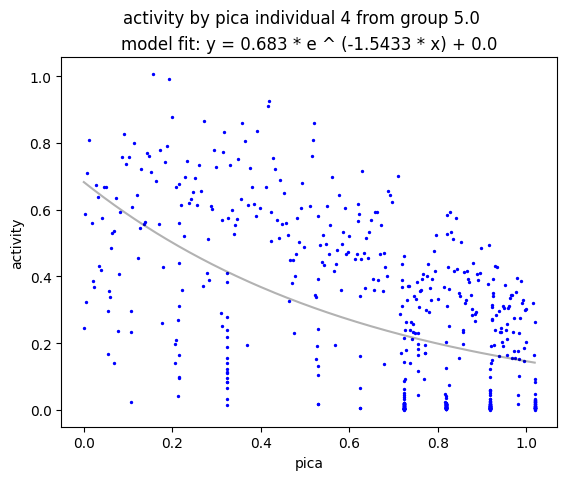 activity by pica individual 4 from group 5.0
model fit: y = 0.683 * e ^ (-1.5433 * x) + 0.0
1.0
0.8
0.6
0.4
0.2
0.0
activity
0.0 0.2 0.4 0.6 0.8 1.0
pica